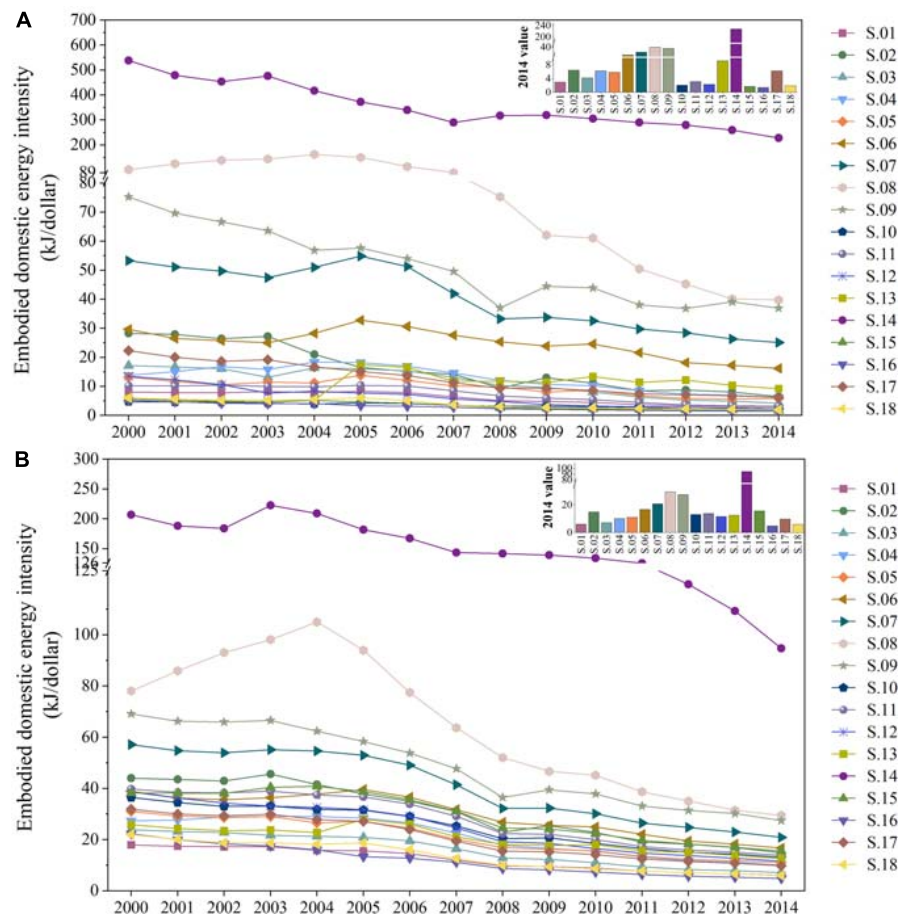 A
700
600
500
400
300
200
100
89
80
70
60
50
40
30
20
10
0
Embodied domestic energy intensity
(kJ/dollar)
2000 2001 2002 2003 2004 2005 2006 2007 2008 2009 2010 2011 2012 2013 2014
2014 value
240
200
40
8
4
0
S.01 S.02 S.03 S.04 S.05 S.06 S.07 S.08 S.09 S.10 S.11 S.12 S.13 S.14 S.15 S.16 S.17 S.18
S.01
S.02
S.03
S.04
S.05
S.06
S.07
S.08
S.09
S.10
S.11
S.12
S.13
S.14
S.15
S.16
S.17
S.18
B
300
250
200
150
126
125
100
80
60
40
20
0
Embodied domestic energy intensity
(kJ/dollar)
2000 2001 2002 2003 2004 2005 2006 2007 2008 2009 2010 2011 2012 2013 2014
2014 value
100
80
20
0
S.01 S.02 S.03 S.04 S.05 S.06 S.07 S.08 S.09 S.10 S.11 S.12 S.13 S.14 S.15 S.16 S.17 S.18
S.01
S.02
S.03
S.04
S.05
S.06
S.07
S.08
S.09
S.10
S.11
S.12
S.13
S.14
S.15
S.16
S.17
S.18